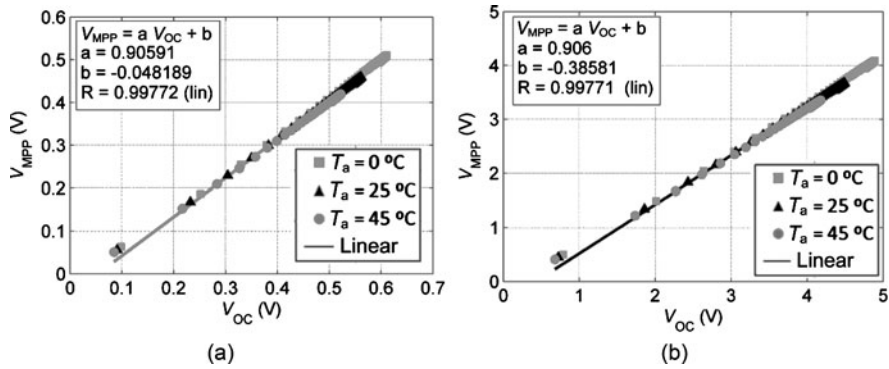 V_MPP = a V_OC + b
a = 0.90591
b = -0.048189
R = 0.99772 (lin)
0.6
0.5
0.4
0.3
0.2
0.1
0
V_MPP (V)
T_a = 0 ºC
T_a = 25 ºC
T_a = 45 ºC
Linear
0 0.1 0.2 0.3 0.4 0.5 0.6 0.7
V_OC (V)
(a)
V_MPP = a V_OC + b
a = 0.906
b = -0.38581
R = 0.99771 (lin)
5
4
3
2
1
0
V_MPP (V)
T_a = 0 ºC
T_a = 25 ºC
T_a = 45 ºC
Linear
0 1 2 3 4 5
V_OC (V)
(b)